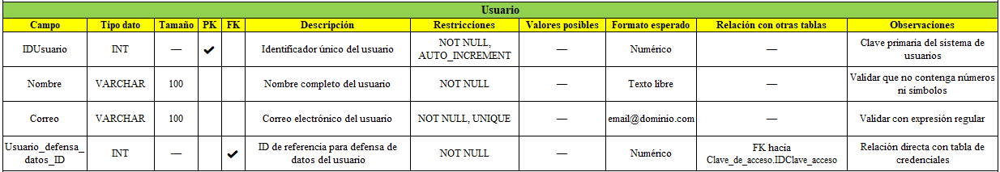 Usuario
Campo Tipo dato Tamaño PK FK Descripción Restricciones Valores posibles Formato esperado Relación con otras tablas Observaciones
IDUsuario INT — ✔ Identificador único del usuario NOT NULL, AUTO_INCREMENT — Numérico — Clave primaria del sistema de usuarios
Nombre VARCHAR 100 Nombre completo del usuario NOT NULL — Texto libre — Validar que no contenga números ni símbolos
Correo VARCHAR 100 Correo electrónico del usuario NOT NULL, UNIQUE — email@dominio.com — Validar con expresión regular
Usuario_defensa_datos_ID INT — ✔ ID de referencia para defensa de datos del usuario NOT NULL — Numérico FK hacia Clave_de_acceso.IDClave_acceso Relación directa con tabla de credenciales